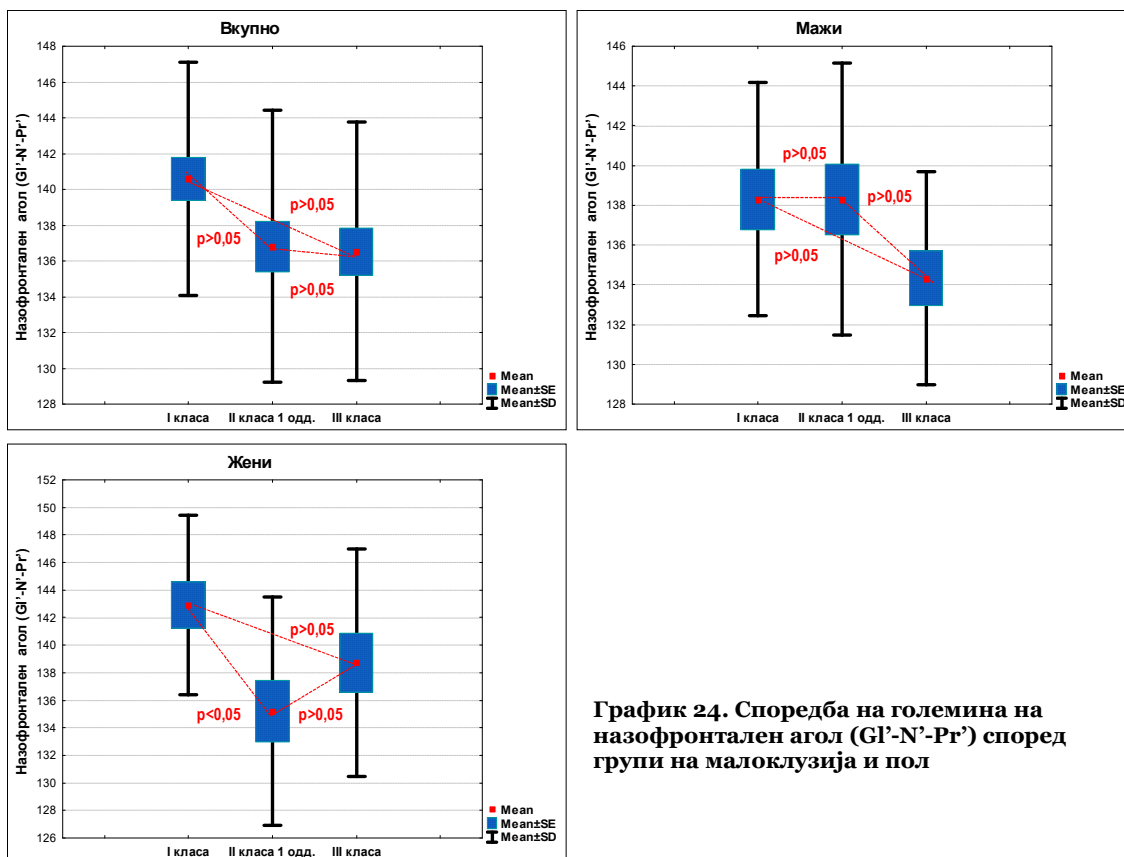 Вкупно
Назофронтален агол (Gl'-N'-Pr')
148
146
144
142
140
138
136
134
132
130
128
p>0,05
p>0,05
p>0,05
Mean
Mean±SE
Mean±SD
I класа II класа 1 одд. III класа
Мажи
Назофронтален агол (Gl'-N'-Pr')
146
144
142
140
138
136
134
132
130
128
p>0,05
p>0,05
p>0,05
Mean
Mean±SE
Mean±SD
I класа II класа 1 одд. III класа
Жени
Назофронтален агол (Gl'-N'-Pr')
152
150
148
146
144
142
140
138
136
134
132
130
128
126
p>0,05
p<0,05 p>0,05
Mean
Mean±SE
Mean±SD
I класа II класа 1 одд. III класа
График 24. Споредба на големина на
назофронтален агол (Gl’-N’-Pr’) според
групи на малоклузија и пол